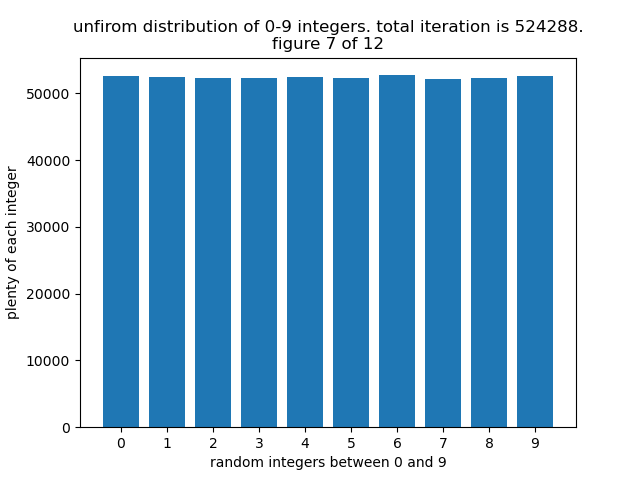 unfirom distribution of 0-9 integers. total iteration is 524288.
figure 7 of 12
plenty of each integer
50000
40000
30000
20000
10000
0
0 1 2 3 4 5 6 7 8 9
random integers between 0 and 9